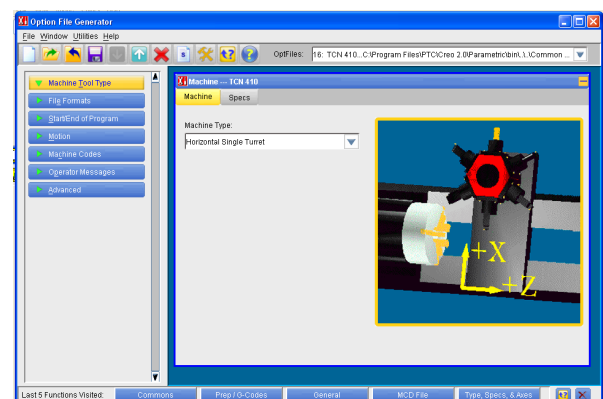 Option File Generator
File Window Utilities Help
OptFiles: 16: TCN 410...C:\Program Files\PTC\Creo 2.0\Parametric\bin\..\..\Common ...
Machine Tool Type
File Formats
Start/End of Program
Motion
Machine Codes
Operator Messages
Advanced
Machine --- TCN 410
Machine Specs
Machine Type:
Horizontal Single Turret
+X
+Z
Last 5 Functions Visited: Commons Prep / G-Codes General MCD File Type, Specs, & Axes